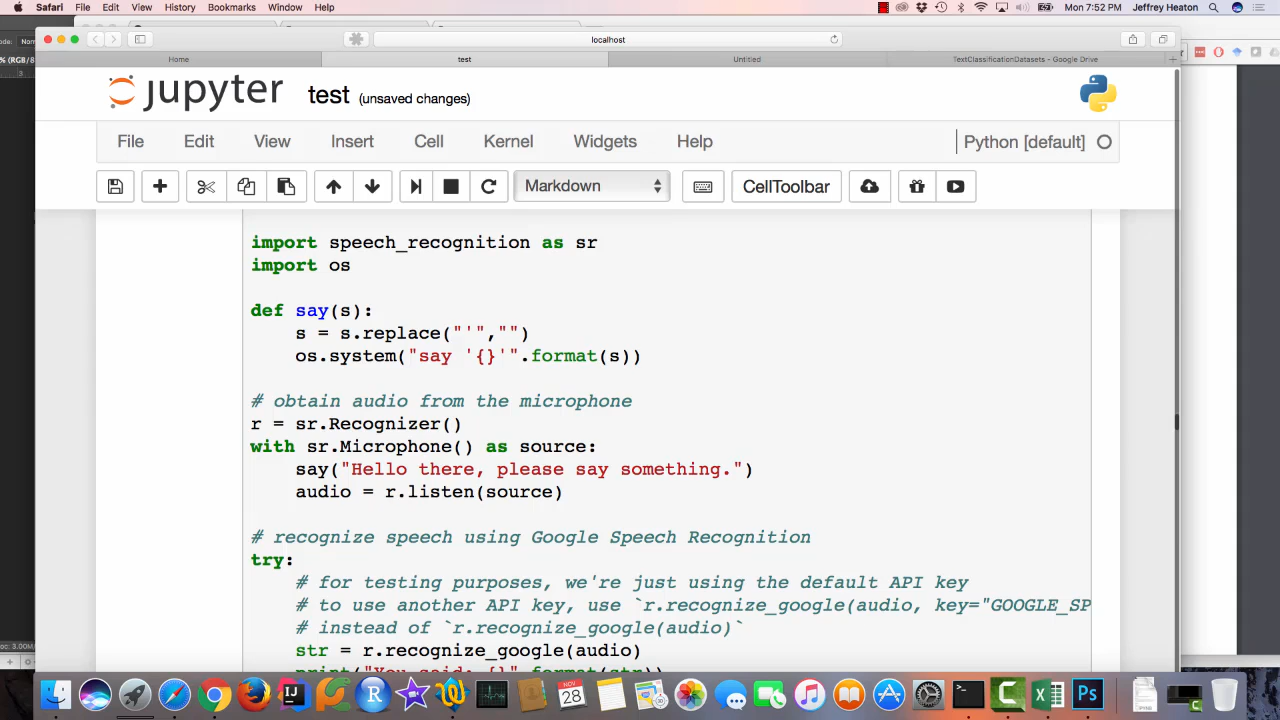 Safari File Edit View History Bookmarks Window Help Mon 7:52 PM Jeffrey Heaton
localhost
Home test Untitled TextClassificationDatasets - Google Drive
jupyter test (unsaved changes)
File Edit View Insert Cell Kernel Widgets Help Python [default]
Markdown CellToolbar
import speech_recognition as sr
import os
def say(s):
s = s.replace("'","")
os.system("say '{}'".format(s))
# obtain audio from the microphone
r = sr.Recognizer()
with sr.Microphone() as source:
say("Hello there, please say something.")
audio = r.listen(source)
# recognize speech using Google Speech Recognition
try:
# for testing purposes, we're just using the default API key
# to use another API key, use `r.recognize_google(audio, key="GOOGLE_SP
# instead of `r.recognize_google(audio)`
str = r.recognize_google(audio)
print("You said: {}".format(str))